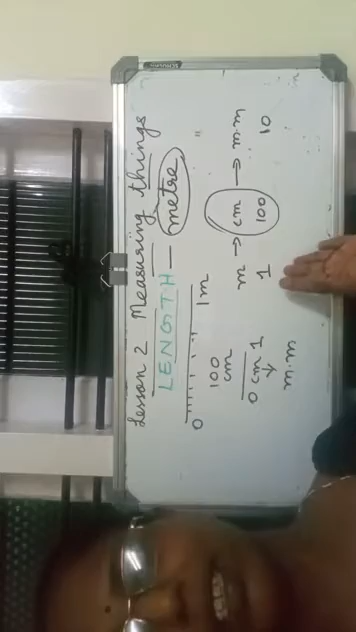 Lesson 2 Measuring things
LENGTH — metre
0 1m "
100 m → cm → m.m
cm 1 100 10
0 cm 1
↓
m.m